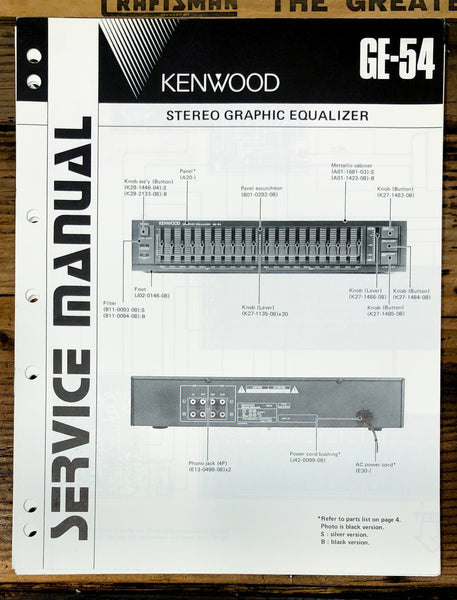 CRAFTSMAN THE GREATE
KENWOOD
GE-54
STEREO GRAPHIC EQUALIZER
SERVICE MANUAL
Mettallic cabinet
(A01-1681-03):S
(A01-1423-08):B
Panel*
(A20-)
Knob ass'y (Button)
(K29-1446-04):S
(K29-2133-08):B
Panel escutcheon
(B01-0292-08)
Knob (Button)
(K27-1483-08)
KENWOOD
Foot
(J02-0146-08)
Filter
(B11-0093-08):S
(B11-0094-08):B
Knob (Lever)
(K27-1135-08)x20
Knob (Lever)
(K27-1486-08)
Knob (Button)
(K27-1484-08)
Knob (Button)
(K27-1485-08)
Phono jack (4P)
(E13-0495-08)x2
Power cord bushing*
(J42-0099-08)
AC power cord*
(E30-)
*Refer to parts list on page 4.
Photo is black version.
S : silver version.
B : black version.